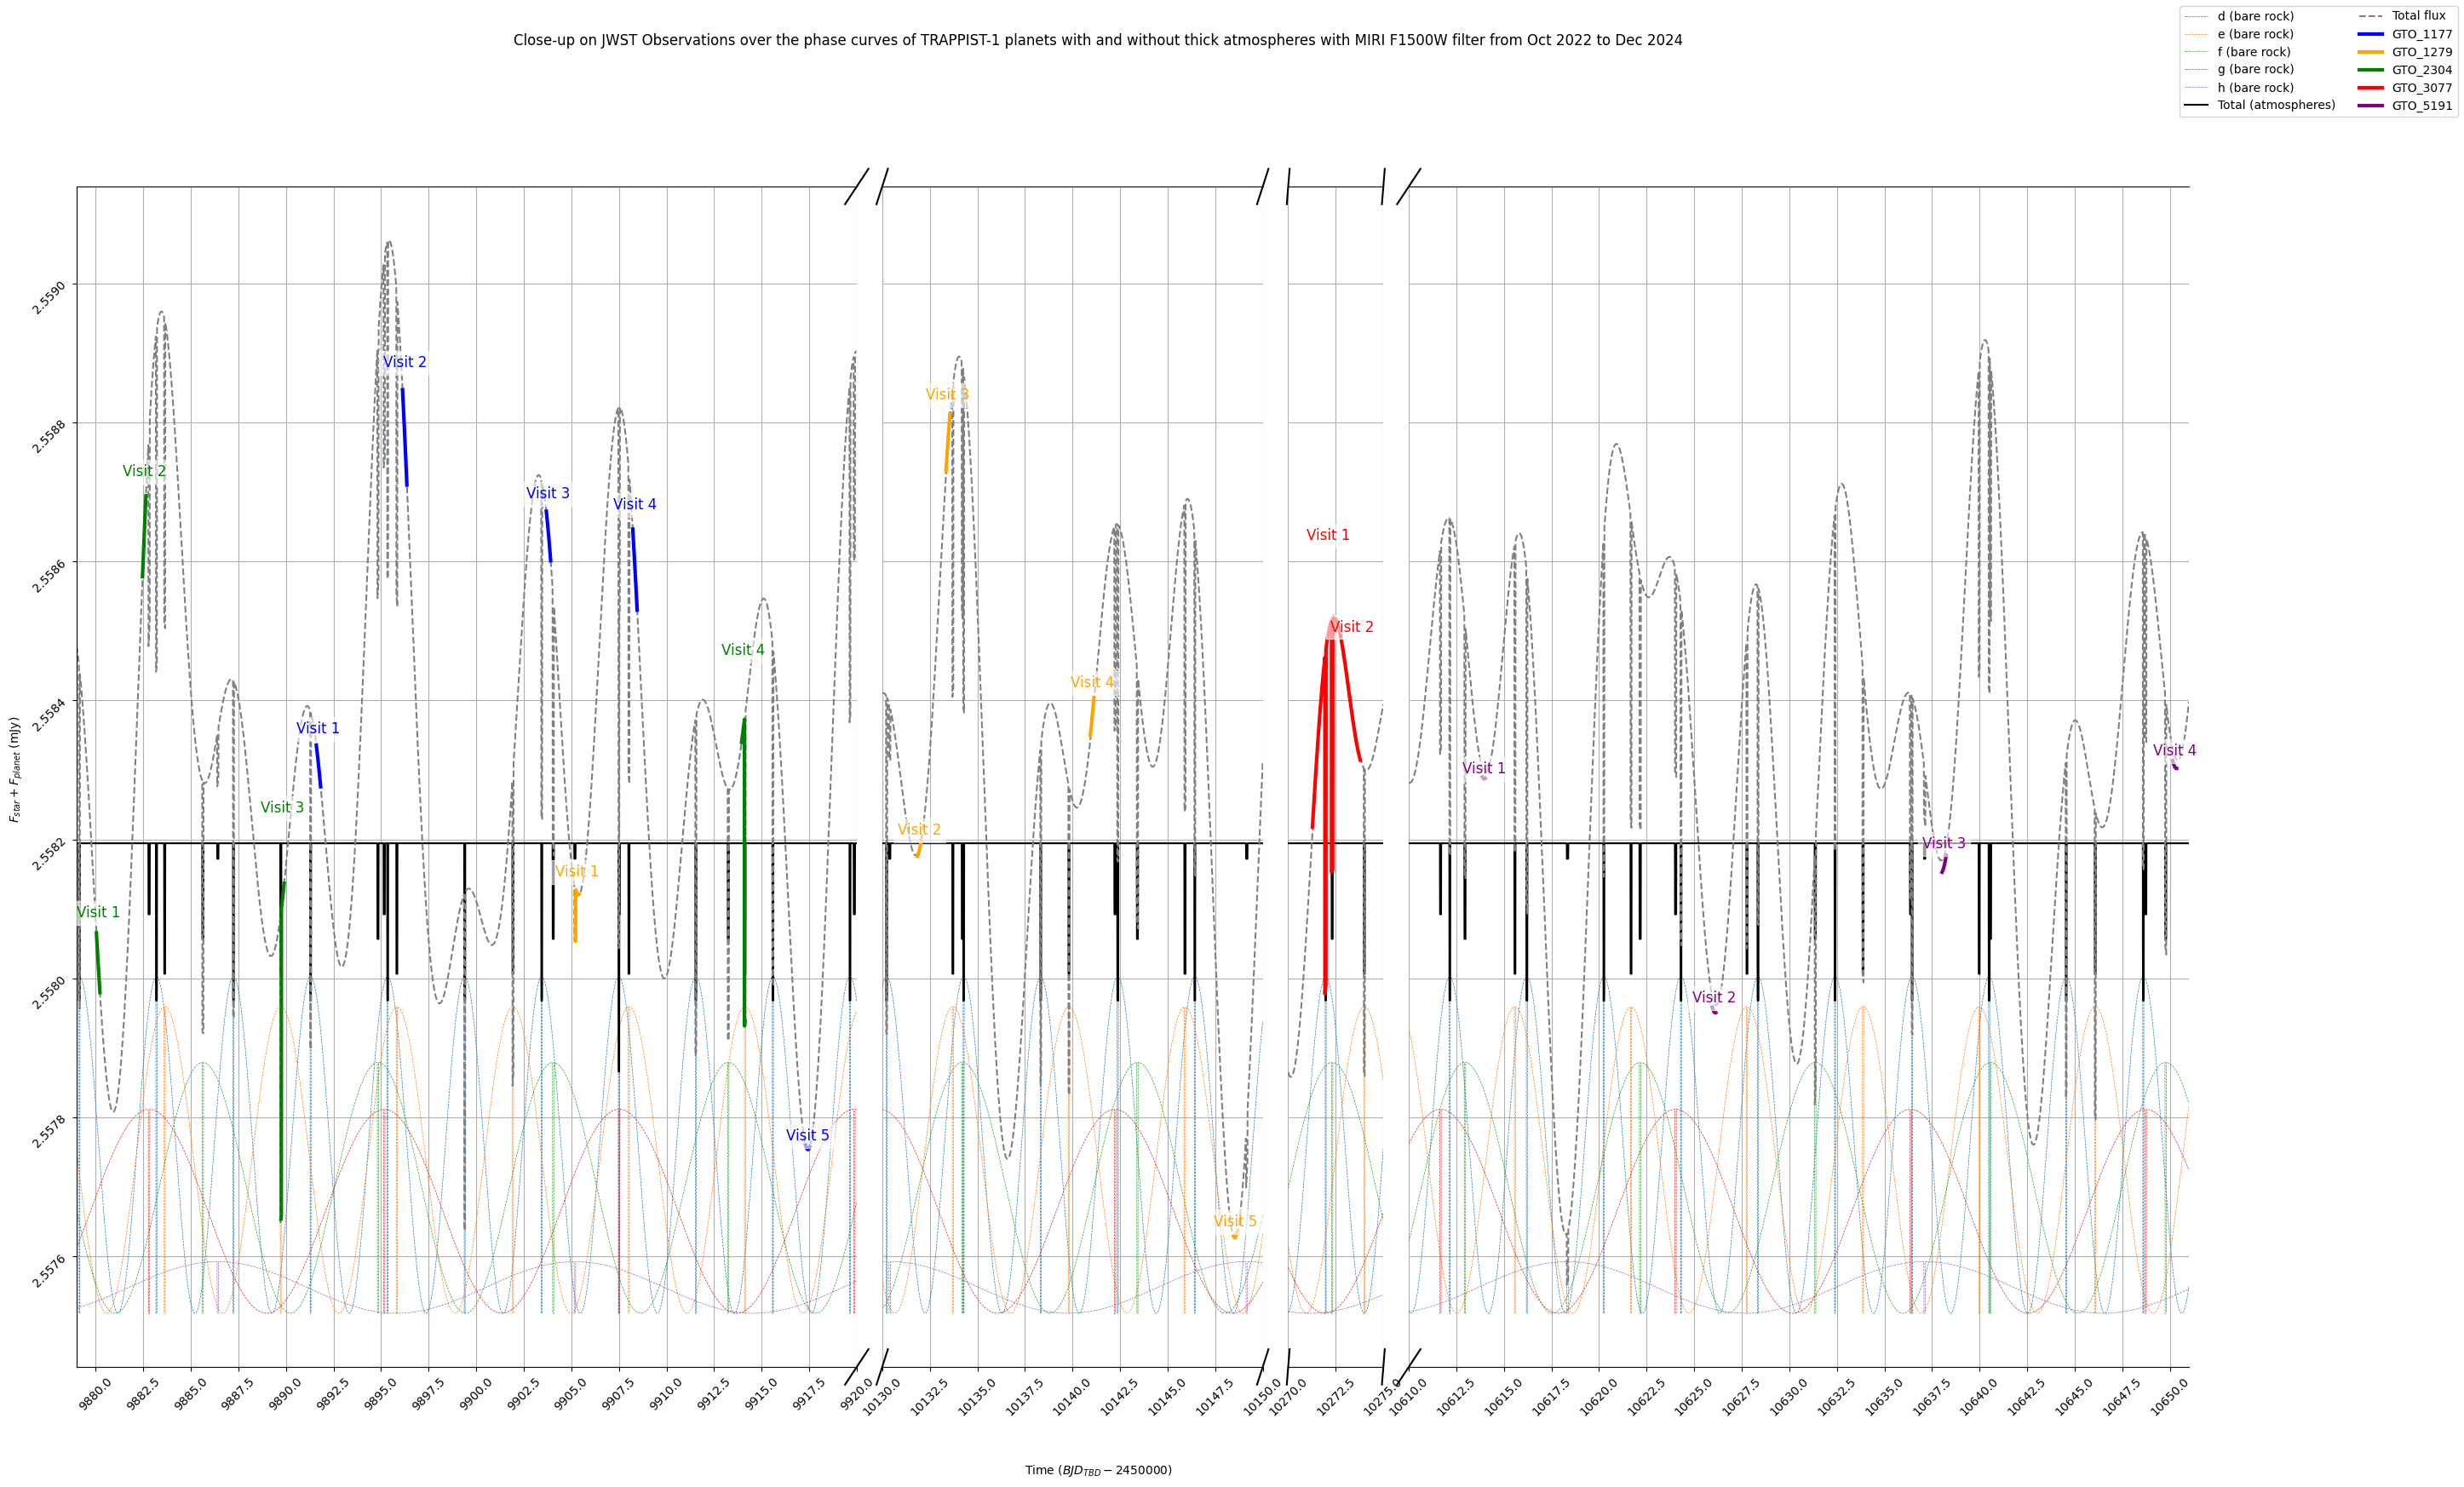 Close-up on JWST Observations over the phase curves of TRAPPIST-1 planets with and without thick atmospheres with MIRI F1500W filter from Oct 2022 to Dec 2024
d (bare rock)
e (bare rock)
f (bare rock)
g (bare rock)
h (bare rock)
Total (atmospheres)
Total flux
GTO_1177
GTO_1279
GTO_2304
GTO_3077
GTO_5191
F_star + F_planet (mJy)
2.5590
2.5588
2.5586
2.5584
2.5582
2.5580
2.5578
2.5576
Visit 1
Visit 2
Visit 3
Visit 1
Visit 2
Visit 3
Visit 1
Visit 4
Visit 4
Visit 5
Visit 2
Visit 3
Visit 4
Visit 5
Visit 1
Visit 2
Visit 1
Visit 2
Visit 3
Visit 4
9880.0 9882.5 9885.0 9887.5 9890.0 9892.5 9895.0 9897.5 9900.0 9902.5 9905.0 9907.5 9910.0 9912.5 9915.0 9917.5 9920.0
10130.0 10132.5 10135.0 10137.5 10140.0 10142.5 10145.0 10147.5 10150.0
10270.0 10272.5 10275.0
10610.0 10612.5 10615.0 10617.5 10620.0 10622.5 10625.0 10627.5 10630.0 10632.5 10635.0 10637.5 10640.0 10642.5 10645.0 10647.5 10650.0
Time (BJD_TBD − 2450000)